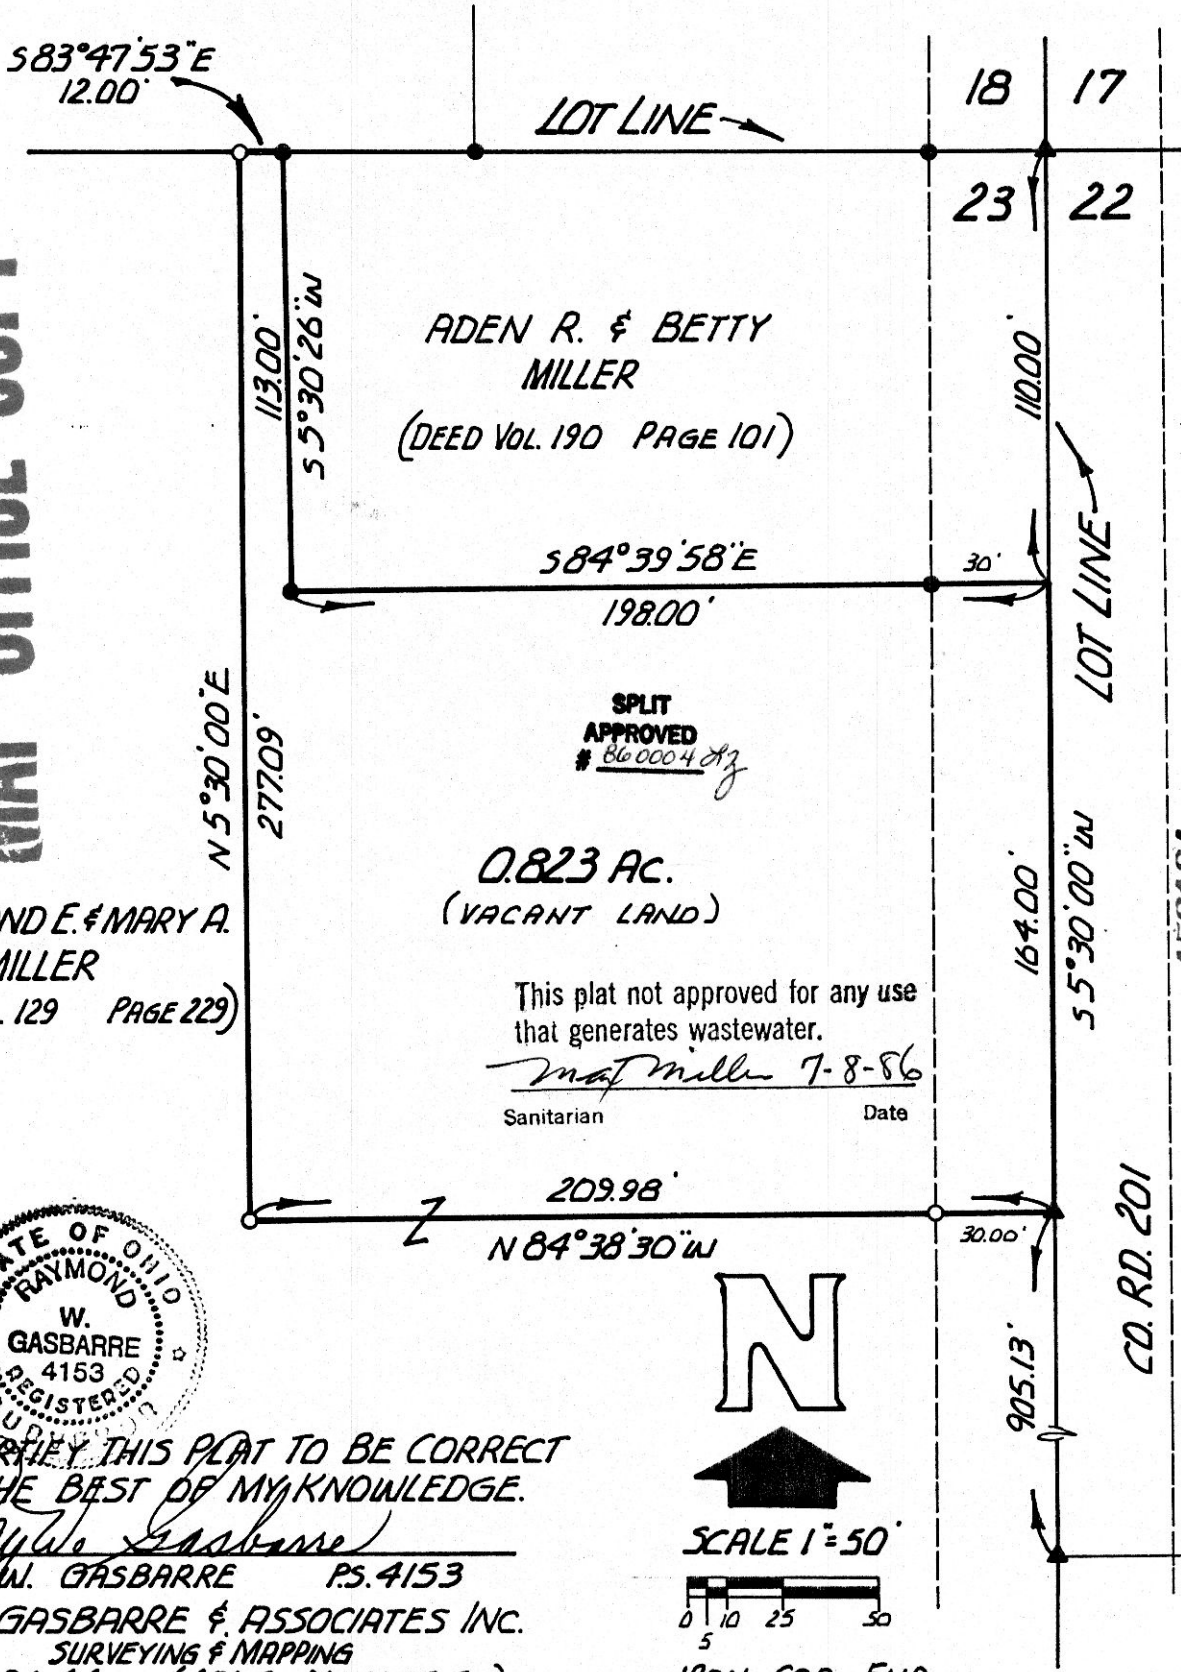 S83°47'53"E
12.00'
LOT LINE
18 17
23 22
113.00'
S5°30'26"W
ADEN R. & BETTY
MILLER
(DEED VOL. 190 PAGE 101)
110.00'
LOT LINE
S84°39'58"E
30'
198.00'
SPLIT
APPROVED
# 860004
N5°30'00"E
277.09'
0.823 AC.
(VACANT LAND)
164.00'
S5°30'00"W
E. & MARY A.
MILLER
129 PAGE 229)
This plat not approved for any use
that generates wastewater.
Max Miller 7-8-86
Sanitarian Date
209.98'
N84°38'30"W
30.00'
CO. RD. 201
905.13'
OF OHIO
RAYMOND
W.
GASBARRE
4153
REGISTERED
THIS PLAT TO BE CORRECT
BEST OF MY KNOWLEDGE.
W. Gasbarre
W. GASBARRE P.S. 4153
GASBARRE & ASSOCIATES INC.
SURVEYING & MAPPING
N
SCALE 1"=50'
0 5 10 25 50